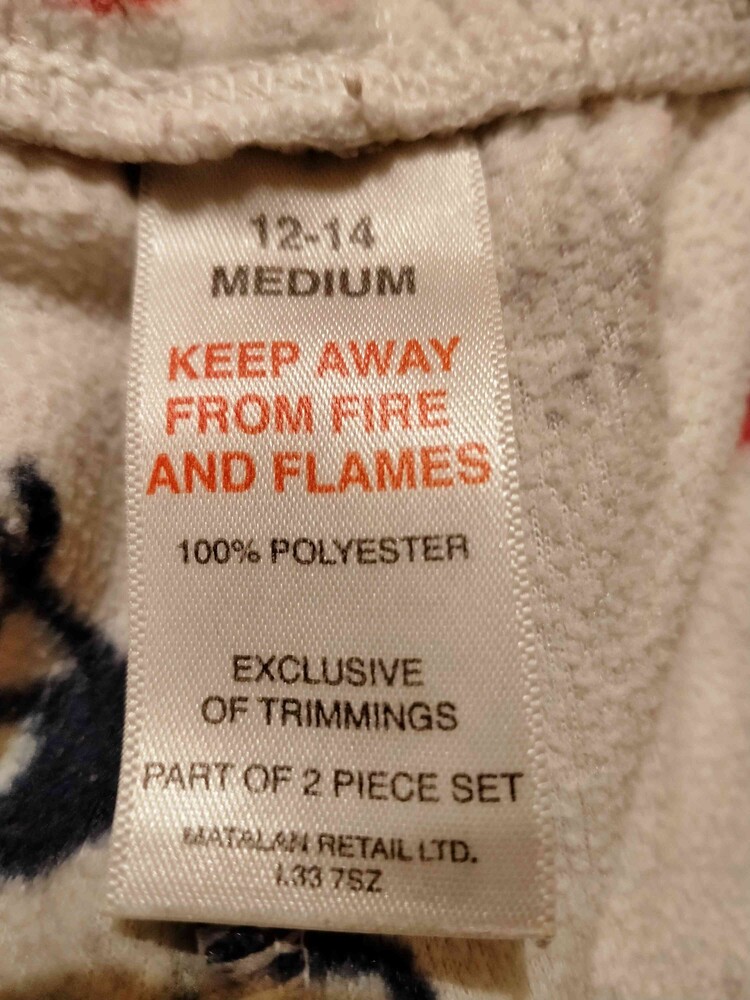 12-14
MEDIUM
KEEP AWAY
FROM FIRE
AND FLAMES
100% POLYESTER
EXCLUSIVE
OF TRIMMINGS
PART OF 2 PIECE SET
MATALAN RETAIL LTD.
L33 7SZ